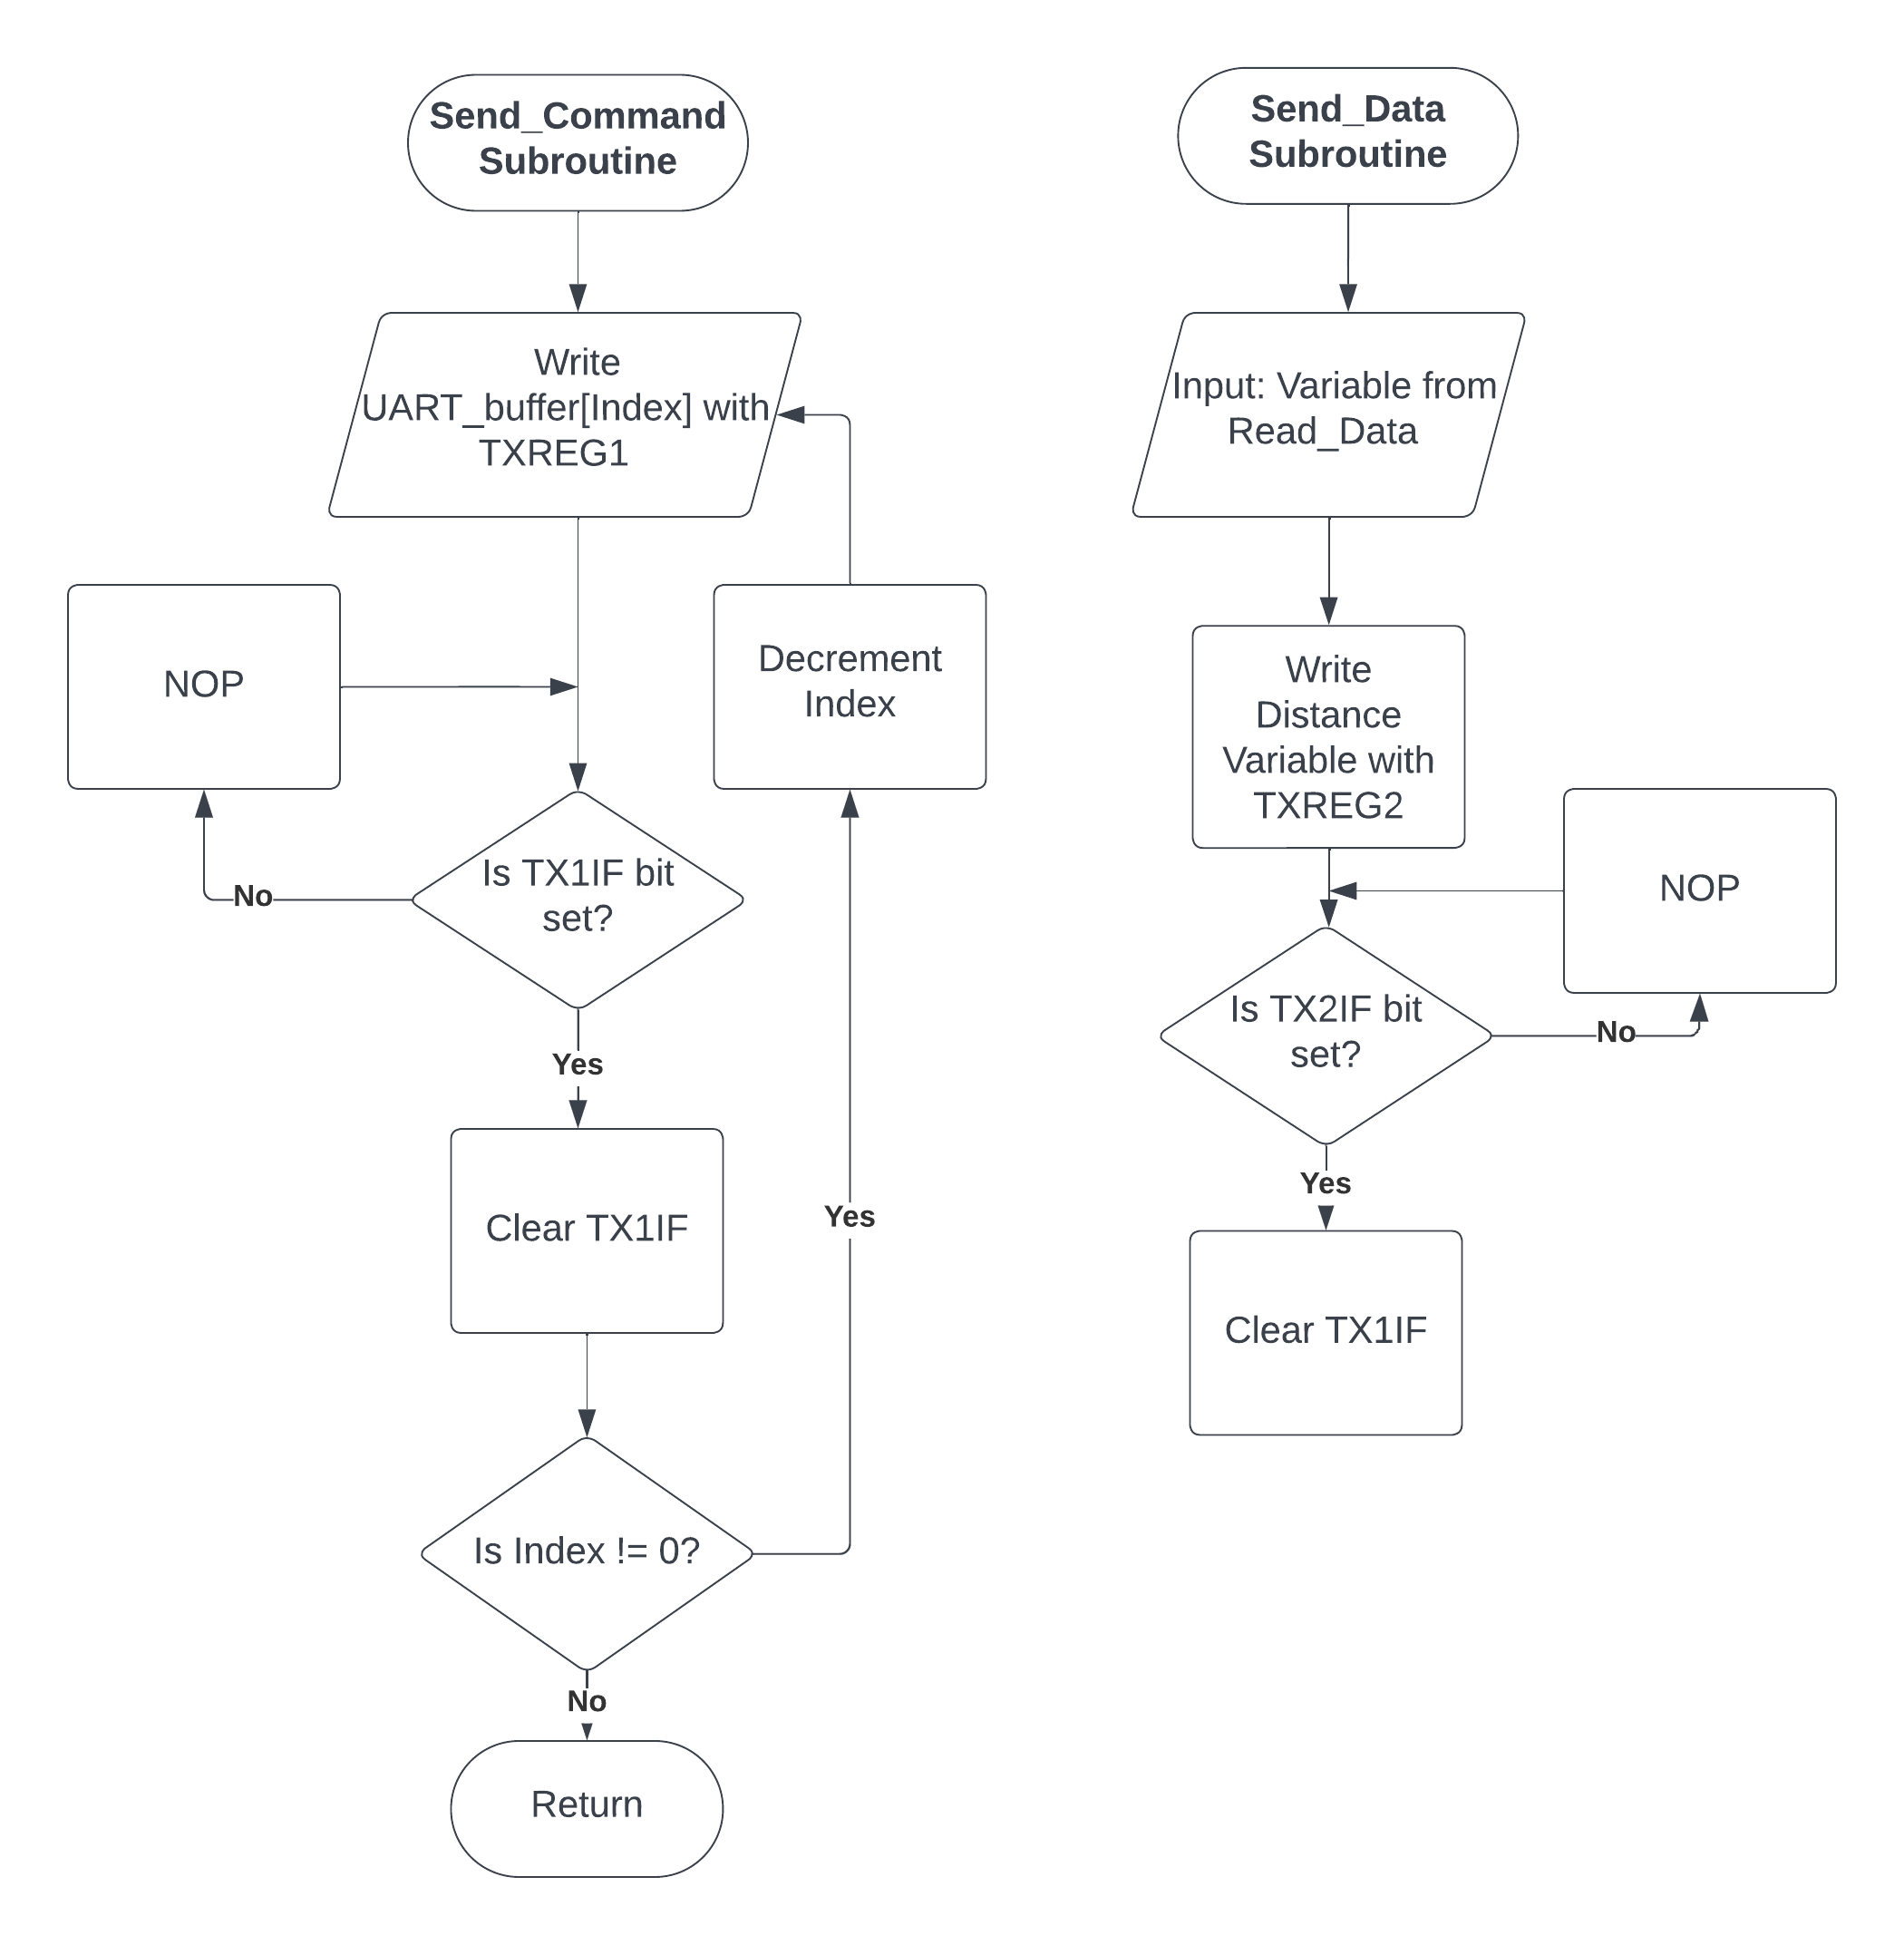 Send_Command
Subroutine
Write
UART_buffer[Index] with
TXREG1
NOP
Decrement
Index
Is TX1IF bit
set?
No
Yes
Clear TX1IF
Yes
Is Index != 0?
No
Return
Send_Data
Subroutine
Input: Variable from
Read_Data
Write
Distance
Variable with
TXREG2
NOP
Is TX2IF bit
set?
No
Yes
Clear TX1IF